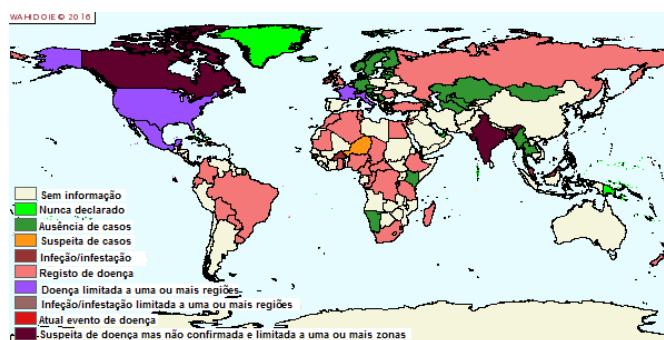 WAHID OIE © 2016
Sem informação
Nunca declarado
Ausência de casos
Suspeita de casos
Infeção/infestação
Registo de doença
Doença limitada a uma ou mais regiões
Infeção/infestação limitada a uma ou mais regiões
Atual evento de doença
Suspeita de doença mas não confirmada e limitada a uma ou mais zonas